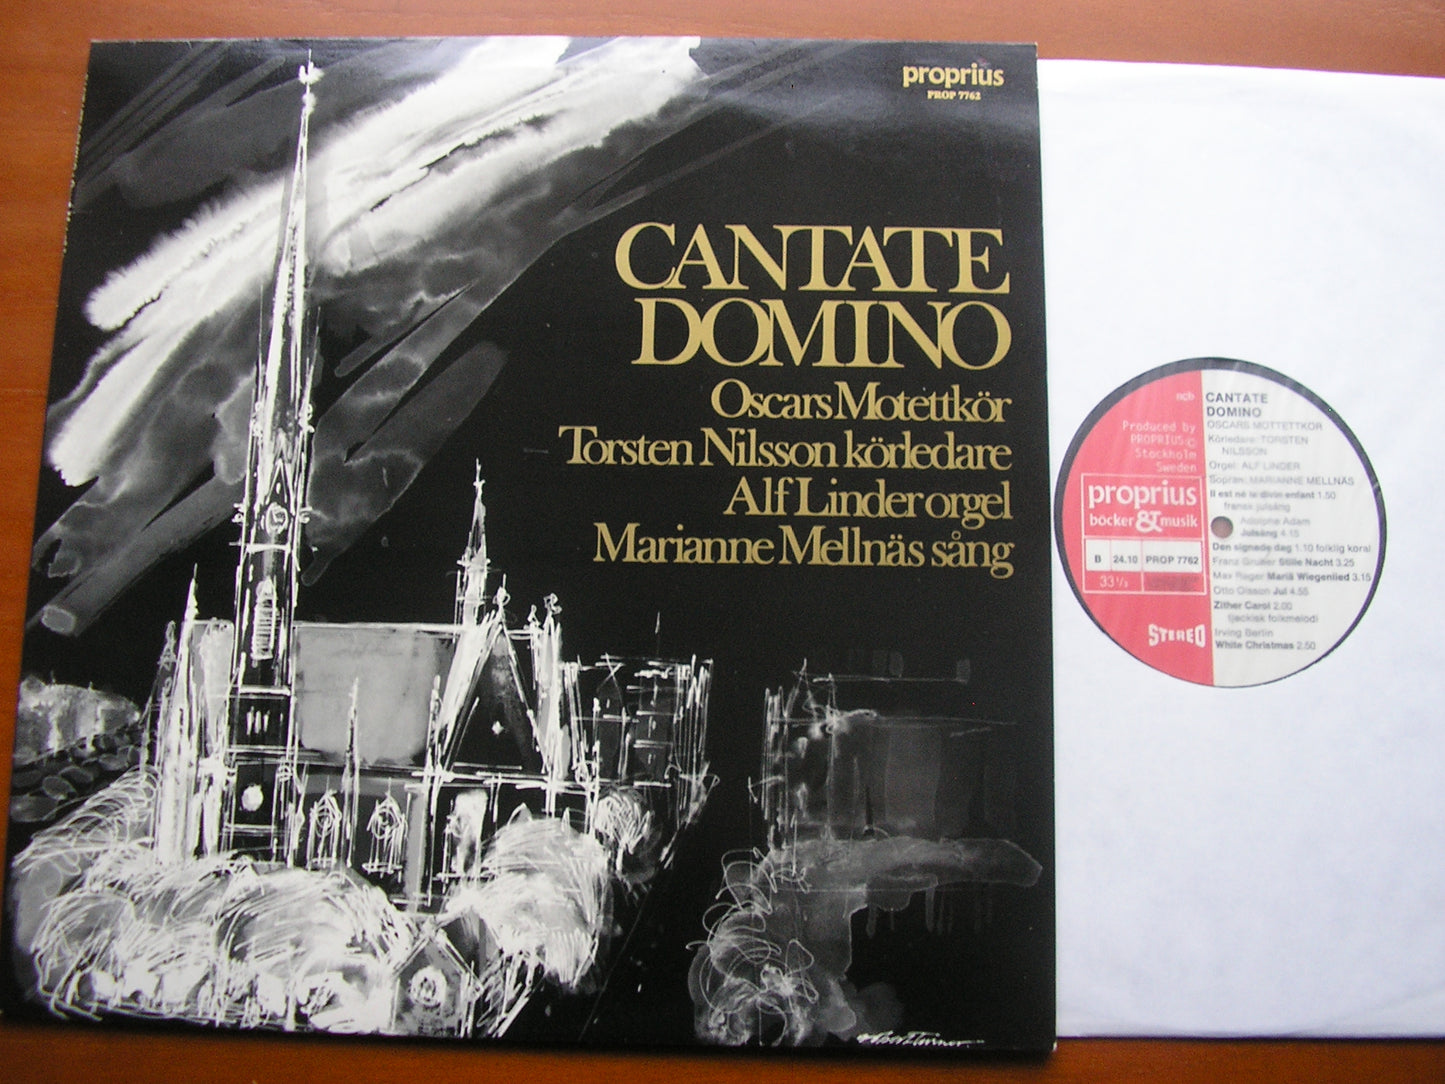 proprius
PROP 7762
CANTATE
DOMINO
Oscars Motettkör
Torsten Nilsson körledare
Alf Linder orgel
Marianne Mellnäs sång
ncb
Produced by
PROPRIUS ©
Stockholm
Sweden
proprius
böcker & musik
B 24.10 PROP 7762
33 1/3
STEREO
CANTATE
DOMINO
OSCARS MOTTETTKOR
Körledare: TORSTEN
NILSSON
Orgel: ALF LINDER
Sopran: MARIANNE MELLNÄS
Il est né le divin enfant 1.50
fransk julsång
Adolphe Adam
Julsång 4.15
Den signade dag 1.10 folklig koral
Franz Gruber Stille Nacht 3.25
Max Reger Mariä Wiegenlied 3.15
Otto Olsson Jul 4.55
Zither Carol 2.00
tjeckisk folkmelodi
Irving Berlin
White Christmas 2.50